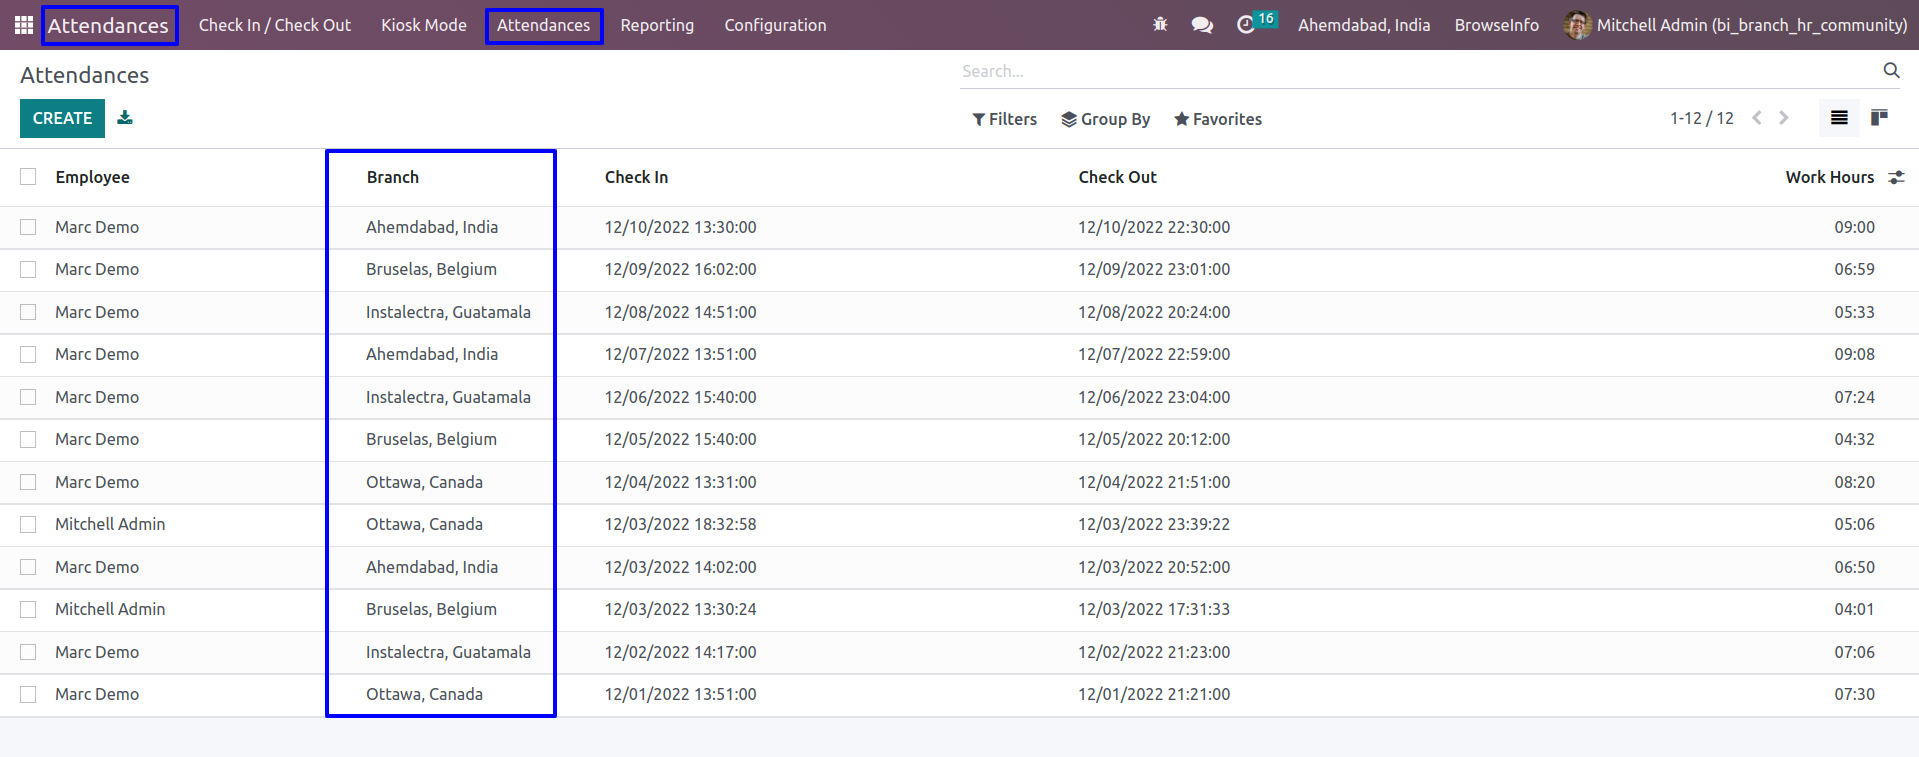 Attendances Check In / Check Out Kiosk Mode Attendances Reporting Configuration 16 Ahemdabad, India BrowseInfo Mitchell Admin (bi_branch_hr_community)
Attendances Search...
CREATE Filters Group By Favorites 1-12 / 12
Employee Branch Check In Check Out Work Hours
Marc Demo Ahemdabad, India 12/10/2022 13:30:00 12/10/2022 22:30:00 09:00
Marc Demo Bruselas, Belgium 12/09/2022 16:02:00 12/09/2022 23:01:00 06:59
Marc Demo Instalectra, Guatamala 12/08/2022 14:51:00 12/08/2022 20:24:00 05:33
Marc Demo Ahemdabad, India 12/07/2022 13:51:00 12/07/2022 22:59:00 09:08
Marc Demo Instalectra, Guatamala 12/06/2022 15:40:00 12/06/2022 23:04:00 07:24
Marc Demo Bruselas, Belgium 12/05/2022 15:40:00 12/05/2022 20:12:00 04:32
Marc Demo Ottawa, Canada 12/04/2022 13:31:00 12/04/2022 21:51:00 08:20
Mitchell Admin Ottawa, Canada 12/03/2022 18:32:58 12/03/2022 23:39:22 05:06
Marc Demo Ahemdabad, India 12/03/2022 14:02:00 12/03/2022 20:52:00 06:50
Mitchell Admin Bruselas, Belgium 12/03/2022 13:30:24 12/03/2022 17:31:33 04:01
Marc Demo Instalectra, Guatamala 12/02/2022 14:17:00 12/02/2022 21:23:00 07:06
Marc Demo Ottawa, Canada 12/01/2022 13:51:00 12/01/2022 21:21:00 07:30